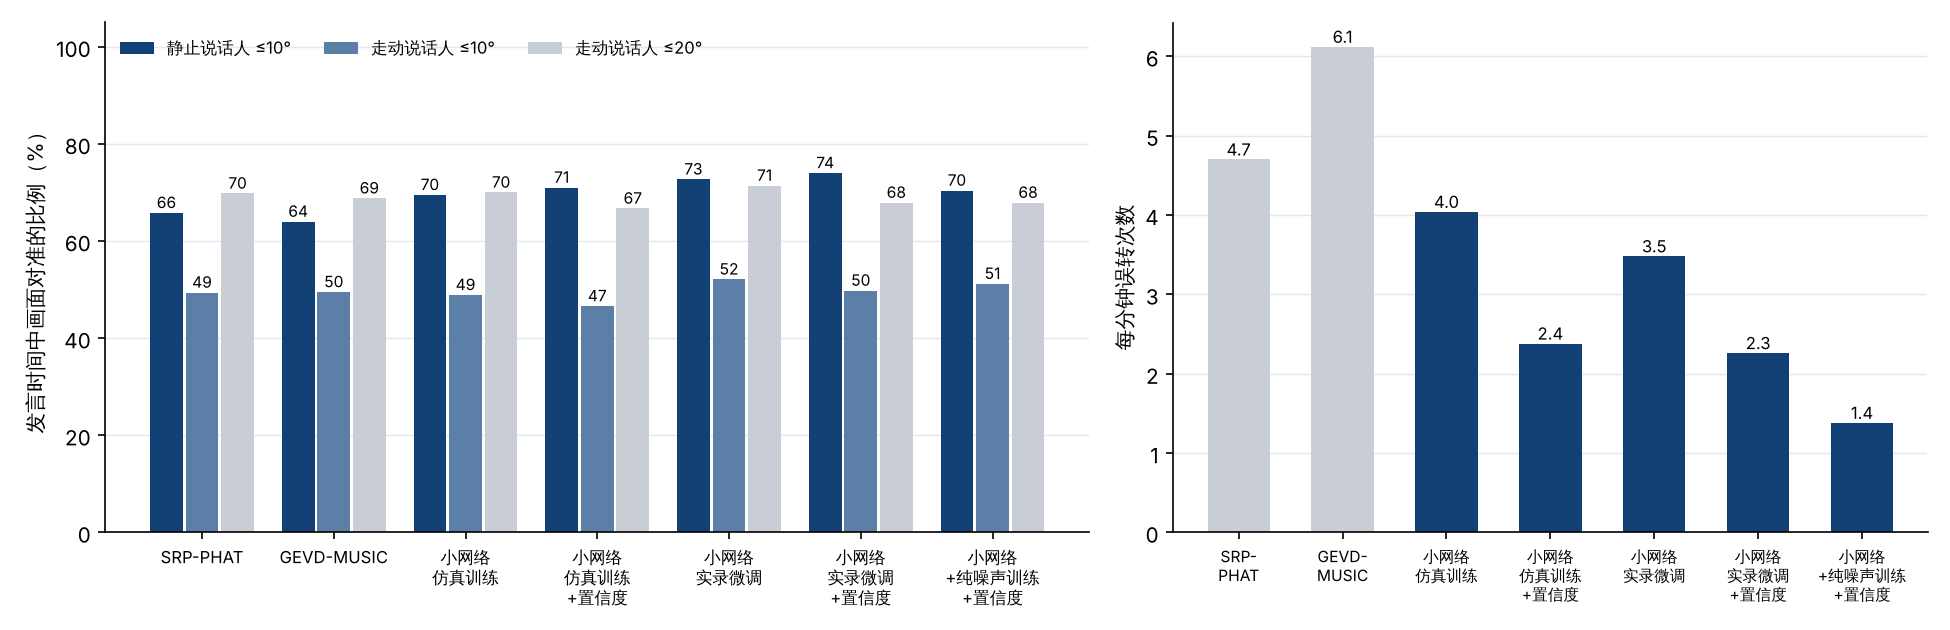 静止说话人 ≤10°
走动说话人 ≤10°
走动说话人 ≤20°
发言时间中画面对准的比例（%）
100
80
60
40
20
0
66
49
70
64
50
69
70
49
70
71
47
67
73
52
71
74
50
68
70
51
68
SRP-PHAT
GEVD-MUSIC
小网络
仿真训练
小网络
仿真训练
+置信度
小网络
实录微调
小网络
实录微调
+置信度
小网络
+纯噪声训练
+置信度
每分钟误转次数
6
5
4
3
2
1
0
4.7
6.1
4.0
2.4
3.5
2.3
1.4
SRP-
PHAT
GEVD-
MUSIC
小网络
仿真训练
小网络
仿真训练
+置信度
小网络
实录微调
小网络
实录微调
+置信度
小网络
+纯噪声训练
+置信度